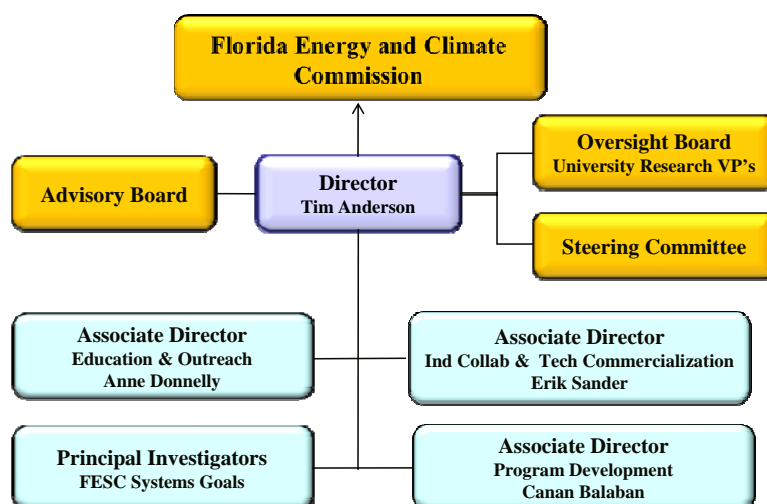 Florida Energy and Climate
Commission
Oversight Board
University Research VP's
Director
Tim Anderson
Advisory Board
Steering Committee
Associate Director
Education & Outreach
Anne Donnelly
Associate Director
Ind Collab & Tech Commercialization
Erik Sander
Principal Investigators
FESC Systems Goals
Associate Director
Program Development
Canan Balaban